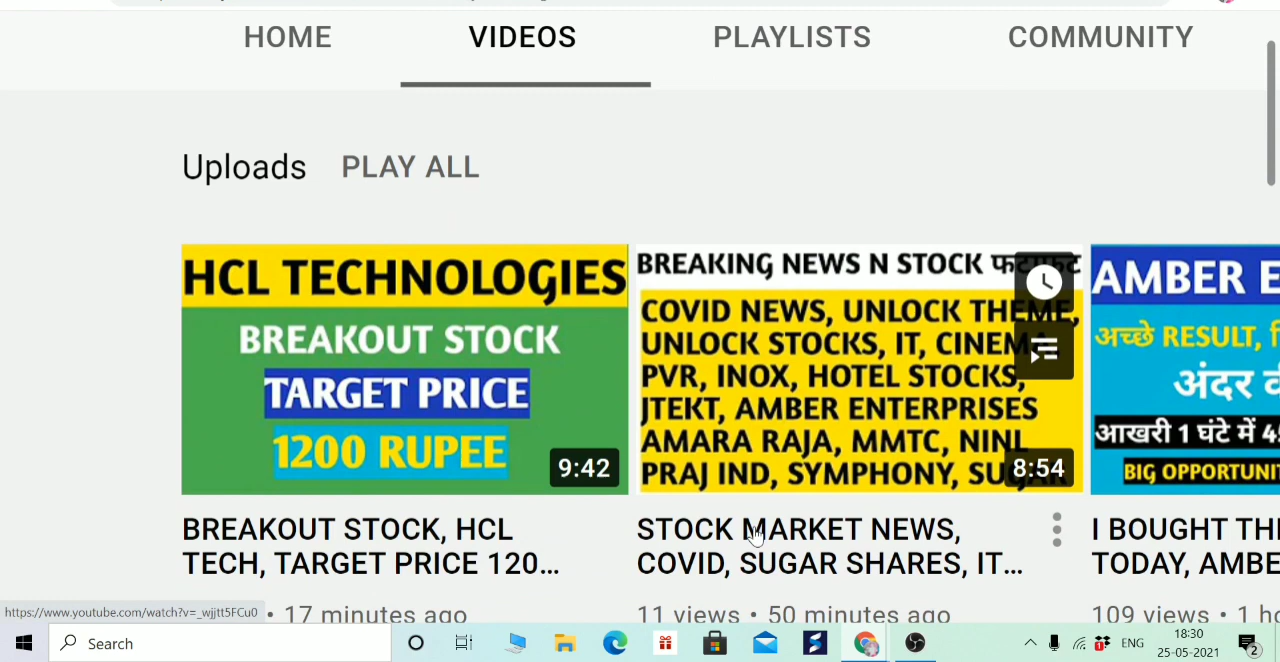 HOME VIDEOS PLAYLISTS COMMUNITY
Uploads PLAY ALL
HCL TECHNOLOGIES
BREAKOUT STOCK
TARGET PRICE
1200 RUPEE
9:42
BREAKING NEWS N STOCK फटाफट
COVID NEWS, UNLOCK THEME,
UNLOCK STOCKS, IT, CINEMA
PVR, INOX, HOTEL STOCKS,
JTEKT, AMBER ENTERPRISES
AMARA RAJA, MMTC, NINL
PRAJ IND, SYMPHONY, SUGAR
8:54
AMBER E
अच्छे RESULT,
अंदर
आखरी 1 घंटे में 4
BIG OPPORTUNI
BREAKOUT STOCK, HCL
TECH, TARGET PRICE 120...
STOCK MARKET NEWS,
COVID, SUGAR SHARES, IT...
I BOUGHT TH
TODAY, AMBE
• 17 minutes ago
11 views • 50 minutes ago
109 views • 1 ho
https://www.youtube.com/watch?v=_wjjtt5FCu0
Search
ENG
18:30
25-05-2021
2